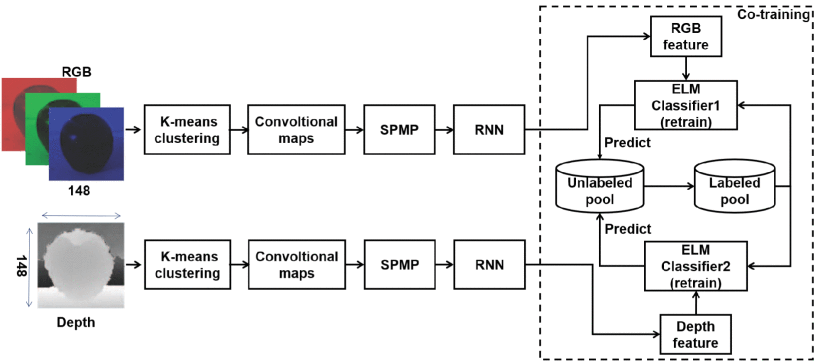 Co-training
RGB
feature
RGB
ELM
Classifier1
(retrain)
K-means
clustering
Convoltional
maps
SPMP
RNN
Predict
148
Unlabeled
pool
Labeled
pool
Predict
148
K-means
clustering
Convoltional
maps
SPMP
RNN
ELM
Classifier2
(retrain)
Depth
Depth
feature